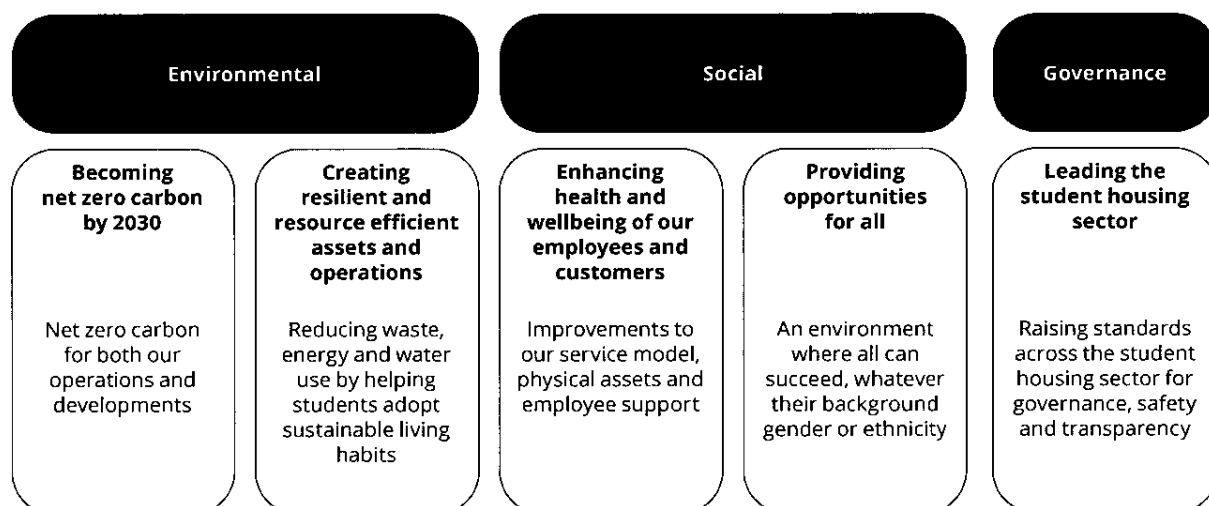 Environmental
Social
Governance
Becoming
net zero carbon
by 2030
Net zero carbon
for both our
operations and
developments
Creating
resilient and
resource efficient
assets and
operations
Reducing waste,
energy and water
use by helping
students adopt
sustainable living
habits
Enhancing
health and
wellbeing of our
employees and
customers
Improvements to
our service model,
physical assets and
employee support
Providing
opportunities
for all
An environment
where all can
succeed, whatever
their background
gender or ethnicity
Leading the
student housing
sector
Raising standards
across the student
housing sector for
governance, safety
and transparency